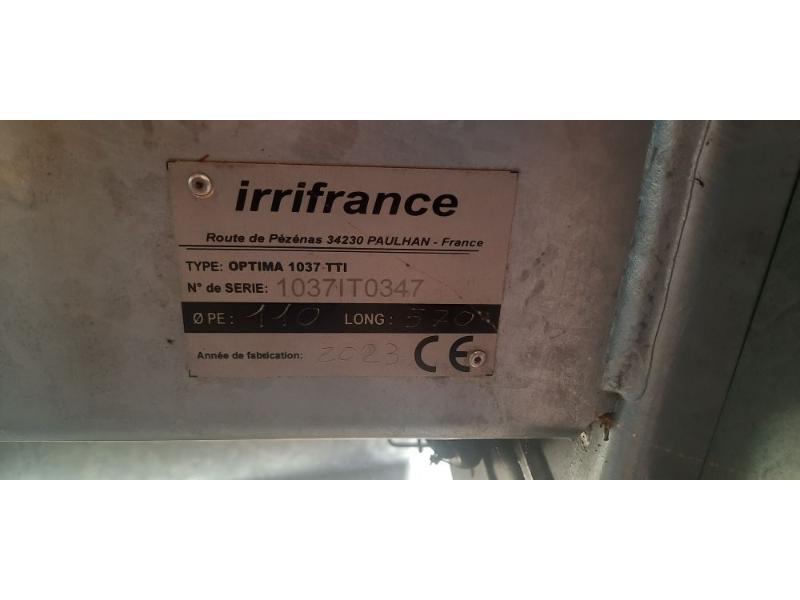 irrifrance
Route de Pézénas 34230 PAULHAN - France
TYPE: OPTIMA 1037 TTI
N° de SERIE: 1037IT0347
Ø PE: 110 LONG: 570
Année de fabrication: 2023 CE